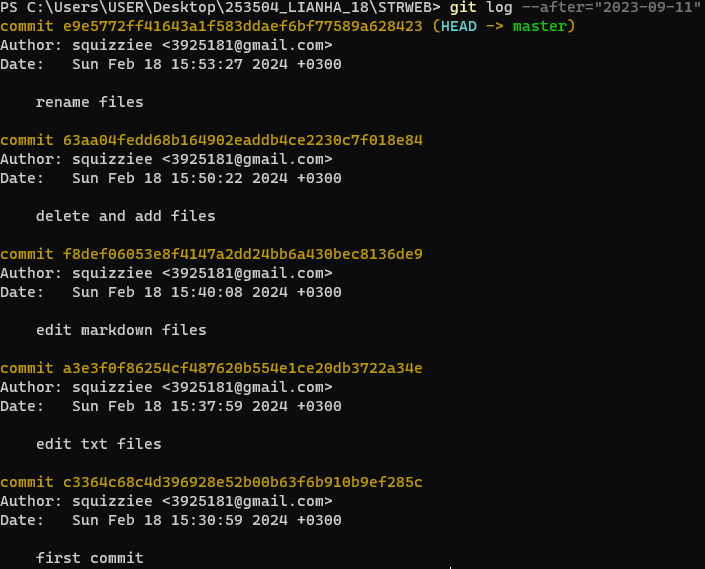 PS C:\Users\USER\Desktop\253504_LIANHA_18\STRWEB> git log --after="2023-09-11"
commit e9e5772ff41643a1f583ddaef6bf77589a628423 (HEAD -> master)
Author: squizziee <3925181@gmail.com>
Date:   Sun Feb 18 15:53:27 2024 +0300
    rename files
commit 63aa04fedd68b164902eaddb4ce2230c7f018e84
Author: squizziee <3925181@gmail.com>
Date:   Sun Feb 18 15:50:22 2024 +0300
    delete and add files
commit f8def06053e8f4147a2dd24bb6a430bec8136de9
Author: squizziee <3925181@gmail.com>
Date:   Sun Feb 18 15:40:08 2024 +0300
    edit markdown files
commit a3e3f0f86254cf487620b554e1ce20db3722a34e
Author: squizziee <3925181@gmail.com>
Date:   Sun Feb 18 15:37:59 2024 +0300
    edit txt files
commit c3364c68c4d396928e52b00b63f6b910b9ef285c
Author: squizziee <3925181@gmail.com>
Date:   Sun Feb 18 15:30:59 2024 +0300
    first commit